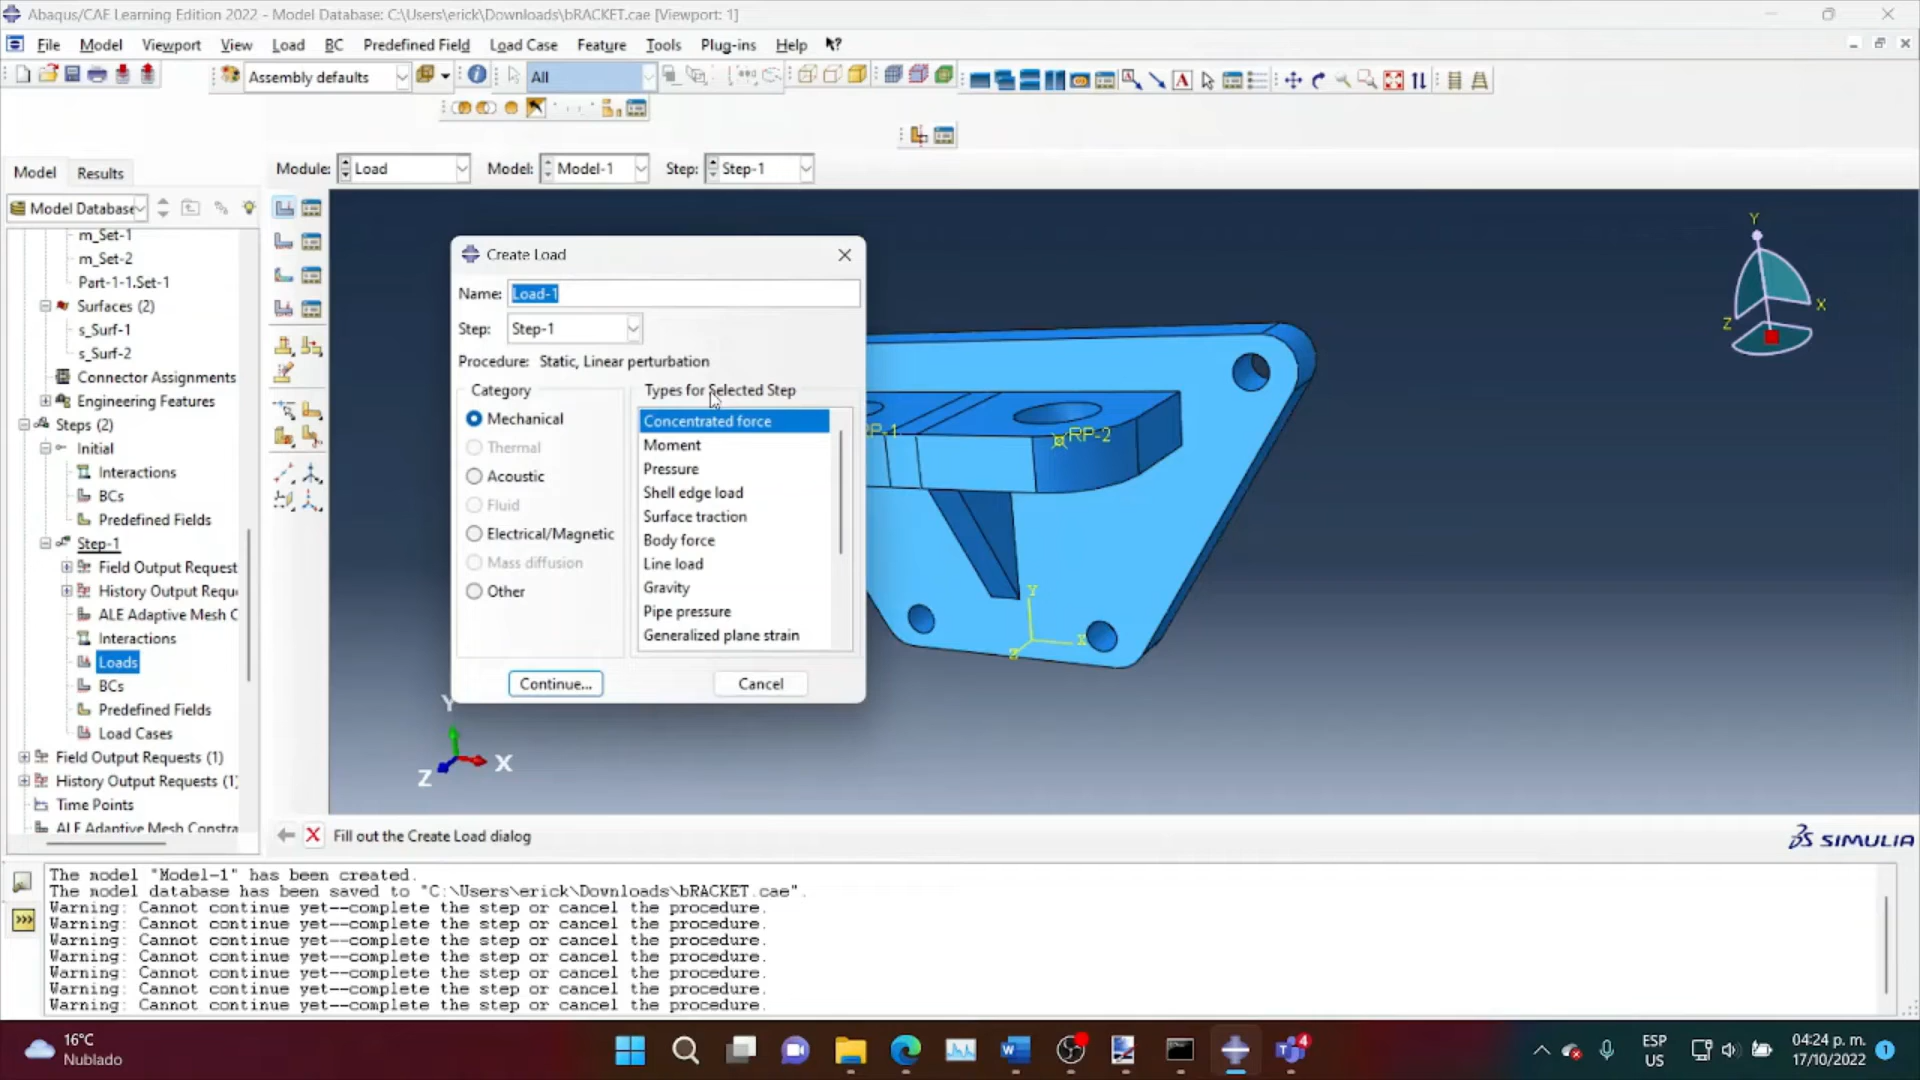 Abaqus/CAE Learning Edition 2022 - Model Database: C:\Users\erick\Downloads\bRACKET.cae [Viewport: 1]
File Model Viewport View Load BC Predefined Field Load Case Feature Tools Plug-ins Help
Assembly defaults All
Model Results Module: Load Model: Model-1 Step: Step-1
Model Database
m_Set-1
m_Set-2
Part-1-1.Set-1
Surfaces (2)
s_Surf-1
s_Surf-2
Connector Assignments
Engineering Features
Steps (2)
Initial
Interactions
BCs
Predefined Fields
Step-1
Field Output Request
History Output Requ
ALE Adaptive Mesh C
Interactions
Loads
BCs
Predefined Fields
Load Cases
Field Output Requests (1)
History Output Requests (1)
Time Points
ALE Adaptive Mesh Constra
Create Load
Name: Load-1
Step: Step-1
Procedure: Static, Linear perturbation
Category
Mechanical
Thermal
Acoustic
Fluid
Electrical/Magnetic
Mass diffusion
Other
Types for Selected Step
Concentrated force
Moment
Pressure
Shell edge load
Surface traction
Body force
Line load
Gravity
Pipe pressure
Generalized plane strain
Continue... Cancel
RP-1
RP-2
Y
X
Z
Y
X
Z
Y
X
Z
Fill out the Create Load dialog
SIMULIA
The model "Model-1" has been created.
The model database has been saved to "C:\Users\erick\Downloads\bRACKET.cae".
Warning: Cannot continue yet--complete the step or cancel the procedure.
Warning: Cannot continue yet--complete the step or cancel the procedure.
Warning: Cannot continue yet--complete the step or cancel the procedure.
Warning: Cannot continue yet--complete the step or cancel the procedure.
Warning: Cannot continue yet--complete the step or cancel the procedure.
Warning: Cannot continue yet--complete the step or cancel the procedure.
Warning: Cannot continue yet--complete the step or cancel the procedure.
16°C
Nublado
4
ESP
US
04:24 p. m.
17/10/2022
1